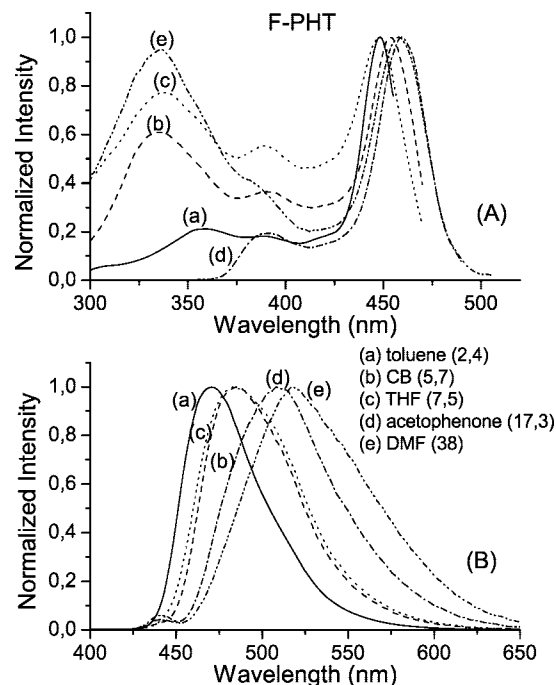 F-PHT
Normalized Intensity
1,0
0,8
0,6
0,4
0,2
0,0
(e)
(c)
(b)
(a)
(d)
(A)
300 350 400 450 500
Wavelength (nm)
(a) toluene (2,4)
(b) CB (5,7)
(c) THF (7,5)
(d) acetophenone (17,3)
(e) DMF (38)
Normalized Intensity
1,0
0,8
0,6
0,4
0,2
0,0
(a)
(c)
(b)
(d)
(e)
(B)
400 450 500 550 600 650
Wavelength (nm)